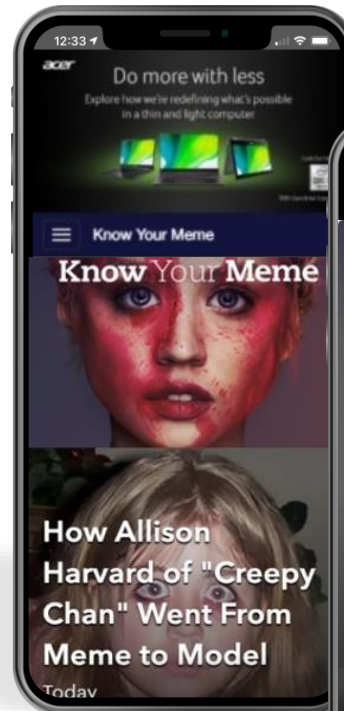 12:33
acer
Do more with less
Explore how we're redefining what's possible
in a thin and light computer
Know Your Meme
Know Your Meme
How Allison
Harvard of "Creepy
Chan" Went From
Meme to Model
Today